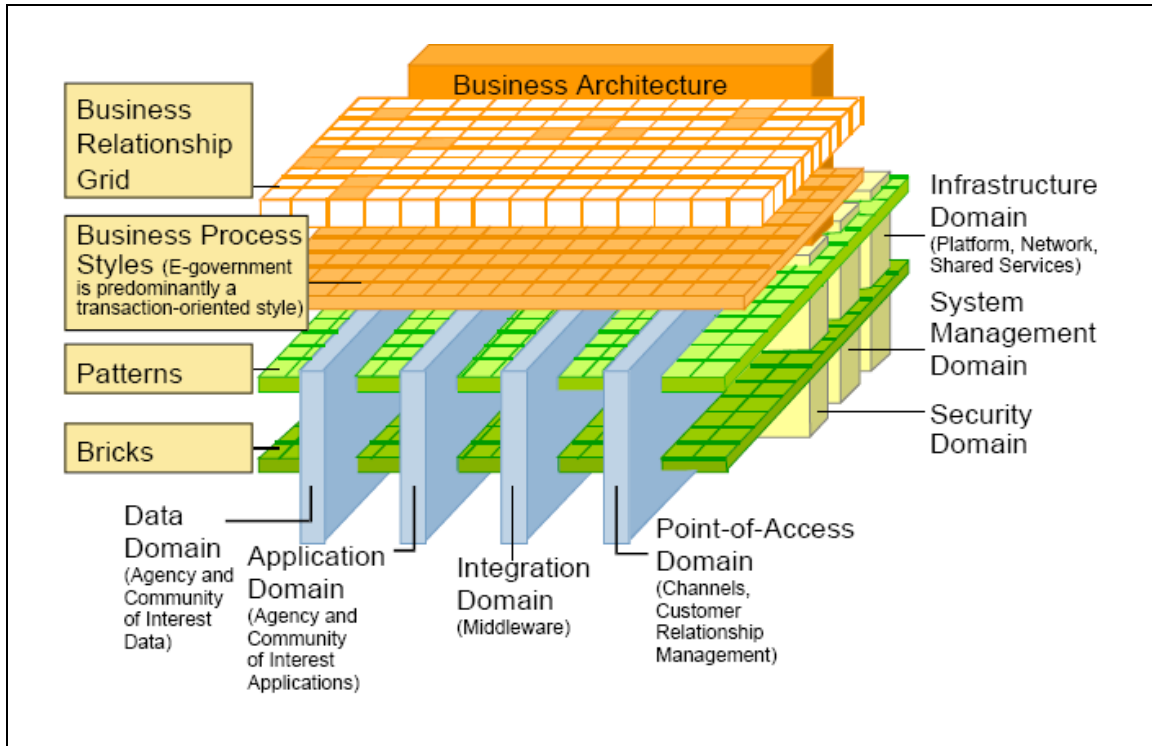 Business Architecture
Business
Relationship
Grid
Business Process
Styles (E-government
is predominantly a
transaction-oriented style)
Patterns
Bricks
Infrastructure
Domain
(Platform, Network,
Shared Services)
System
Management
Domain
Security
Domain
Data
Domain
(Agency and
Community
of Interest
Data)
Application
Domain
(Agency and
Community
of Interest
Applications)
Integration
Domain
(Middleware)
Point-of-Access
Domain
(Channels,
Customer
Relationship
Management)